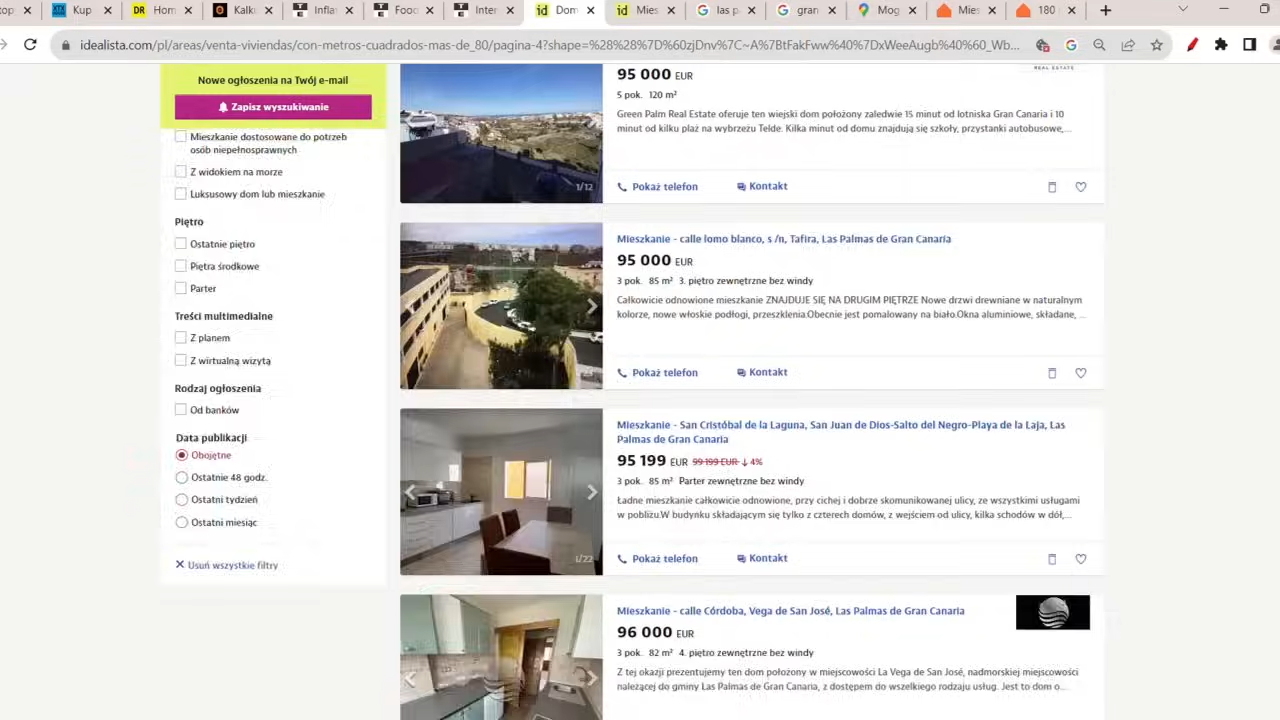 Kup
DR
Hom
Kalku
Infla
Food
Inter
id
Dom
id
Mies
las p
gran
Mog
Mies
180
idealista.com/pl/areas/venta-viviendas/con-metros-cuadrados-mas-de_80/pagina-4?shape=%28%28%7D%60zjDnv%7C~A%7BtFakFww%40%7DxWeeAugb%40%60_Wb...
Nowe ogłoszenia na Twój e-mail
Zapisz wyszukiwanie
Mieszkanie dostosowane do potrzeb
osób niepełnosprawnych
Z widokiem na morze
Luksusowy dom lub mieszkanie
Piętro
Ostatnie piętro
Piętra środkowe
Parter
Treści multimedialne
Z planem
Z wirtualną wizytą
Rodzaj ogłoszenia
Od banków
Data publikacji
Obojętne
Ostatnie 48 godz.
Ostatni tydzień
Ostatni miesiąc
Usuń wszystkie filtry
95 000 EUR
REAL ESTATE
5 pok. 120 m²
Green Palm Real Estate oferuje ten wiejski dom położony zaledwie 15 minut od lotniska Gran Canaria i 10
minut od kilku plaż na wybrzeżu Telde. Kilka minut od domu znajdują się szkoły, przystanki autobusowe,...
1/12
Pokaż telefon
Kontakt
Mieszkanie - calle lomo blanco, s /n, Tafira, Las Palmas de Gran Canaria
95 000 EUR
3 pok. 85 m² 3. piętro zewnętrzne bez windy
Całkowicie odnowione mieszkanie ZNAJDUJE SIĘ NA DRUGIM PIĘTRZE Nowe drzwi drewniane w naturalnym
kolorze, nowe włoskie podłogi, przeszklenia.Obecnie jest pomalowany na biało.Okna aluminiowe, składane, ...
Pokaż telefon
Kontakt
Mieszkanie - San Cristóbal de la Laguna, San Juan de Dios-Salto del Negro-Playa de la Laja, Las
Palmas de Gran Canaria
95 199 EUR 99 199 EUR ↓ 4%
3 pok. 85 m² Parter zewnętrzne bez windy
Ładne mieszkanie całkowicie odnowione, przy cichej i dobrze skomunikowanej ulicy, ze wszystkimi usługami
w pobliżu.W budynku składającym się tylko z czterech domów, z wejściem od ulicy, kilka schodów w dół,...
1/22
Pokaż telefon
Kontakt
Mieszkanie - calle Córdoba, Vega de San José, Las Palmas de Gran Canaria
96 000 EUR
3 pok. 82 m² 4. piętro zewnętrzne bez windy
Z tej okazji prezentujemy ten dom położony w miejscowości La Vega de San José, nadmorskiej miejscowości
należącej do gminy Las Palmas de Gran Canaria, z dostępem do wszelkiego rodzaju usług. Jest to dom o...